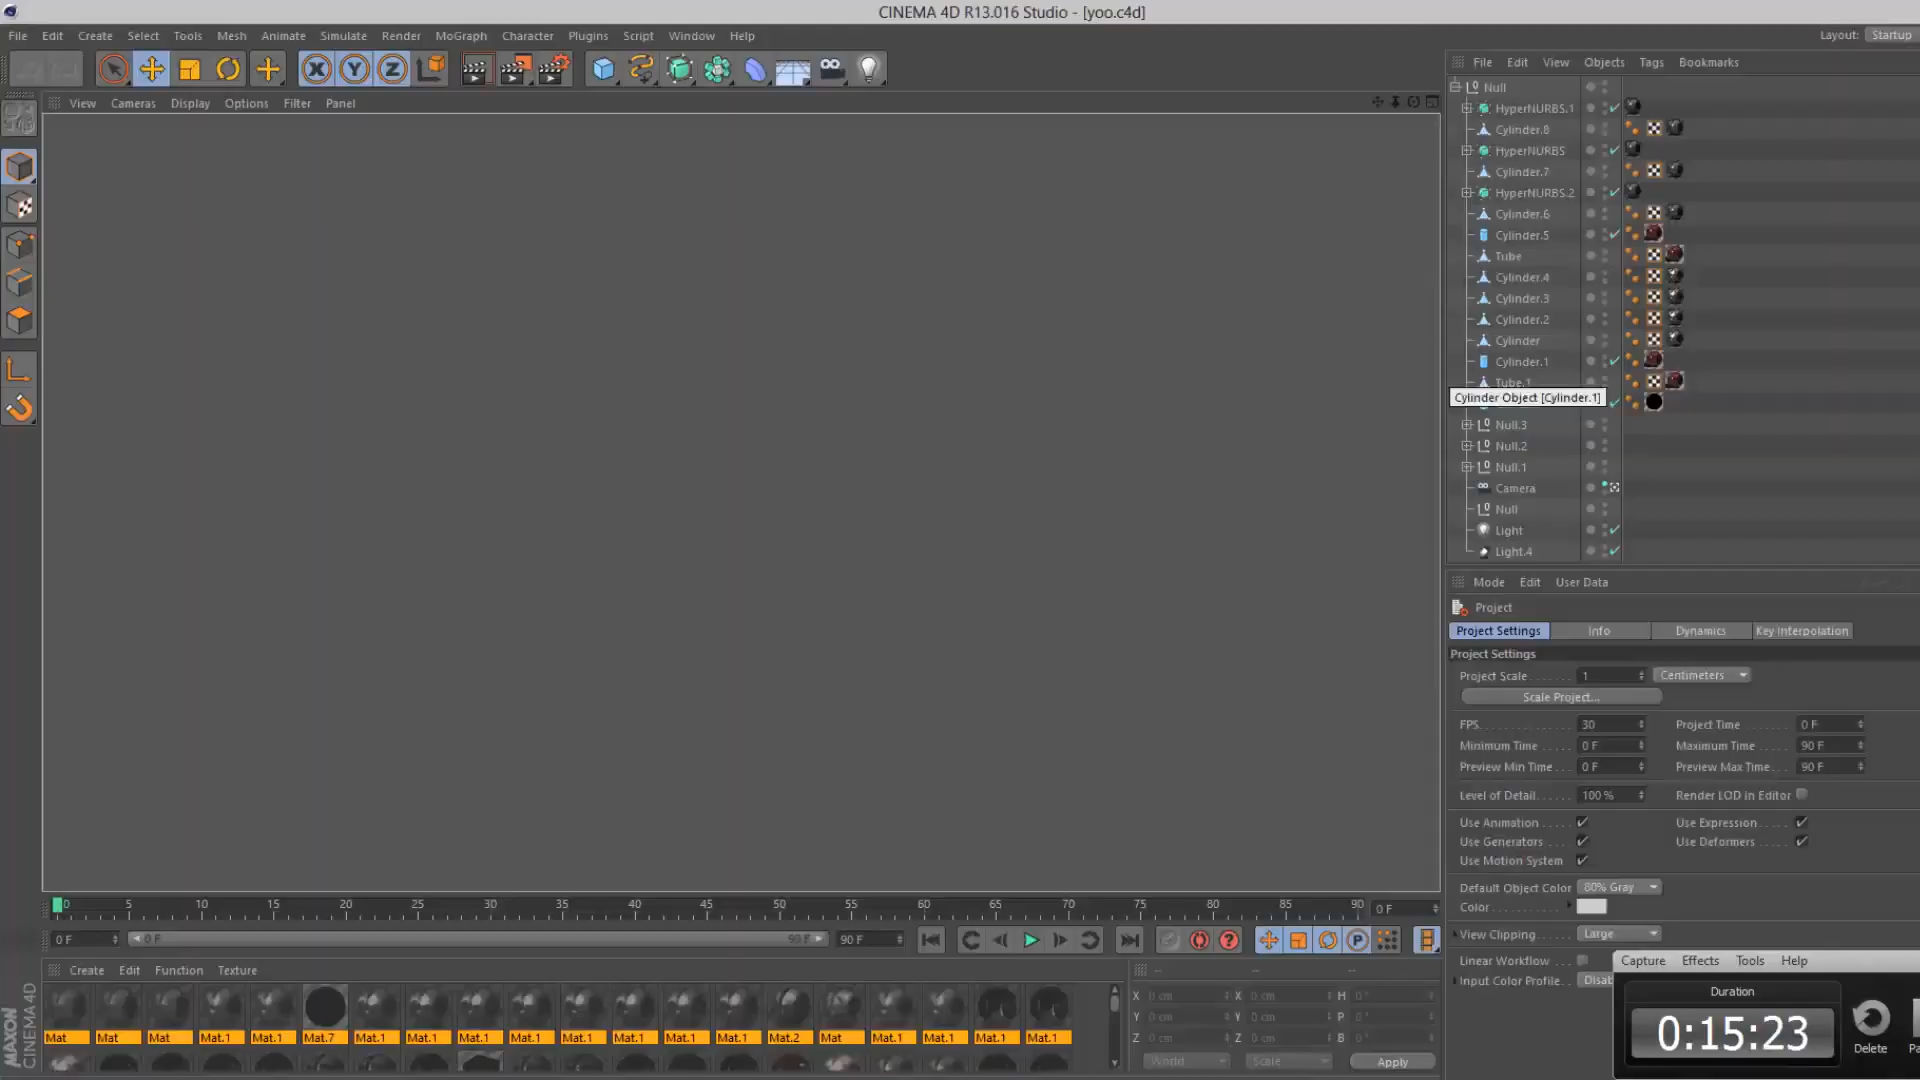 CINEMA 4D R13.016 Studio - [yoo.c4d]
File Edit Create Select Tools Mesh Animate Simulate Render MoGraph Character Plugins Script Window Help
Layout: Startup
View Cameras Display Options Filter Panel
File Edit View Objects Tags Bookmarks
Null
HyperNURBS.1
Cylinder.8
HyperNURBS
Cylinder.7
HyperNURBS.2
Cylinder.6
Cylinder.5
Tube
Cylinder.4
Cylinder.3
Cylinder.2
Cylinder
Cylinder.1
Tube.1
Cylinder Object [Cylinder.1]
Null.3
Null.2
Null.1
Camera
Null
Light
Light.4
Mode Edit User Data
Project
Project Settings Info Dynamics Key Interpolation
Project Settings
Project Scale 1 Centimeters
Scale Project...
FPS 30 Project Time 0 F
Minimum Time 0 F Maximum Time 90 F
Preview Min Time 0 F Preview Max Time 90 F
Level of Detail 100 % Render LOD in Editor
Use Animation Use Expression
Use Generators Use Deformers
Use Motion System
Default Object Color 80% Gray
Color
View Clipping Large
Linear Workflow
Input Color Profile
Capture Effects Tools Help
Duration
0:15:23
Delete
0 5 10 15 20 25 30 35 40 45 50 55 60 65 70 75 80 85 90 0 F
0 F 0 F 90 F 90 F
Create Edit Function Texture
Mat Mat Mat Mat.1 Mat.1 Mat.7 Mat.1 Mat.1 Mat.1 Mat.1 Mat.1 Mat.1 Mat.1 Mat.2 Mat Mat.1 Mat.1 Mat.1 Mat.1
X 0 cm X 0 cm H 0°
Y 0 cm Y 0 cm P 0°
Z 0 cm Z 0 cm B 0°
World Scale Apply
MAXON
CINEMA 4D